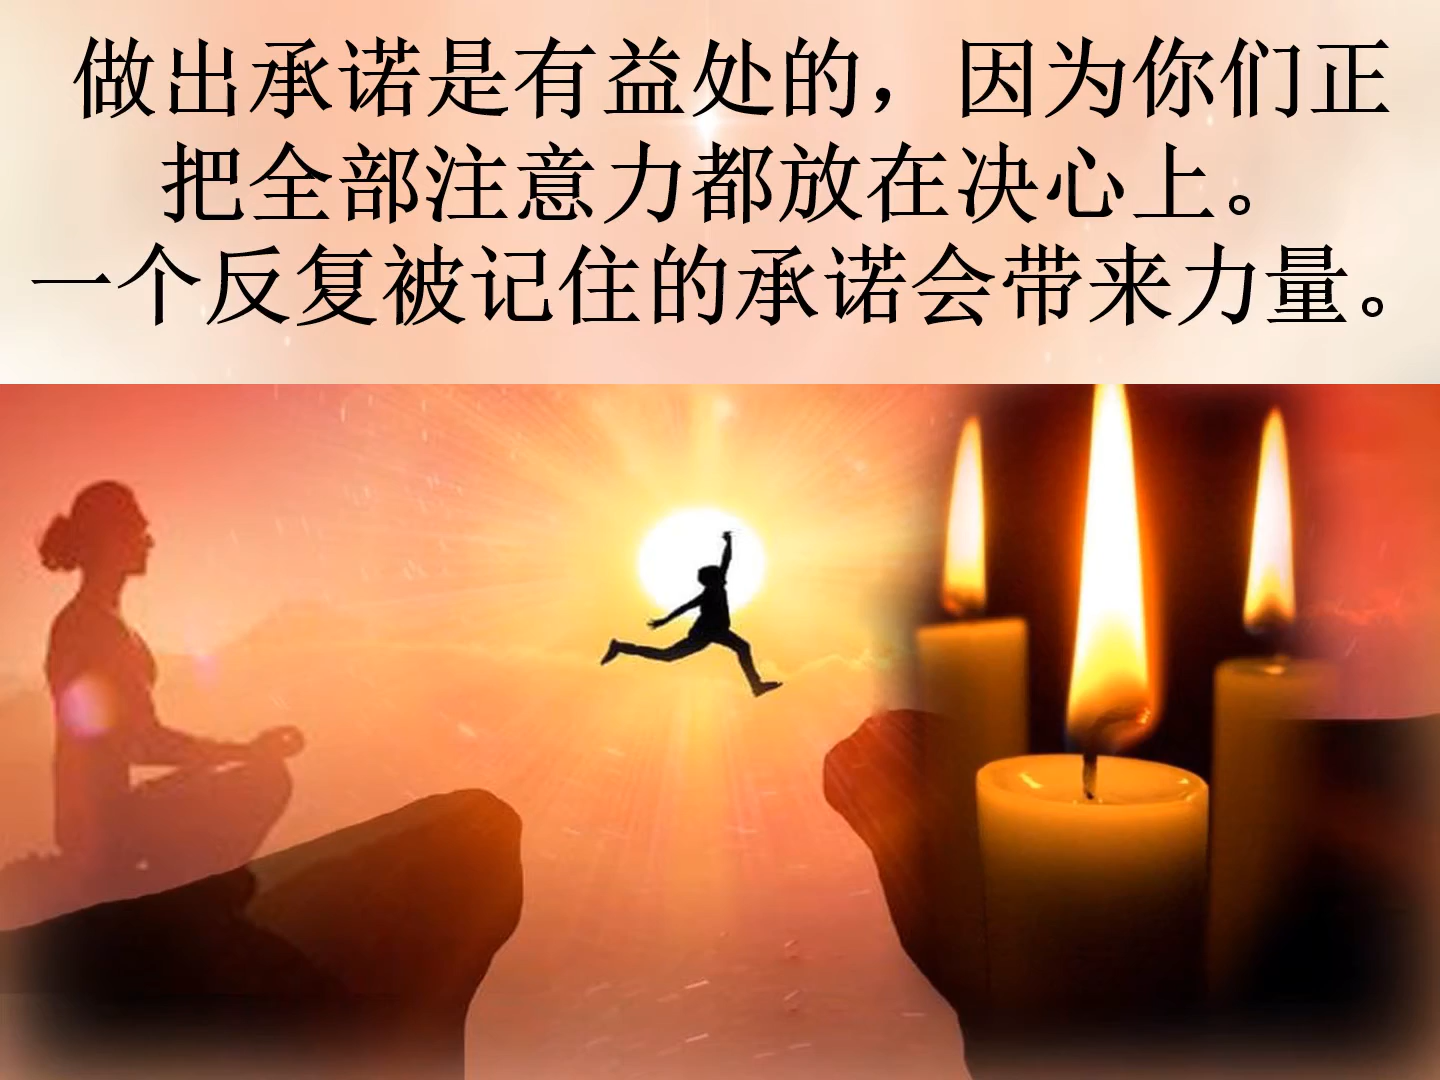 做出承诺是有益处的，因为你们正
把全部注意力都放在决心上。
一个反复被记住的承诺会带来力量。